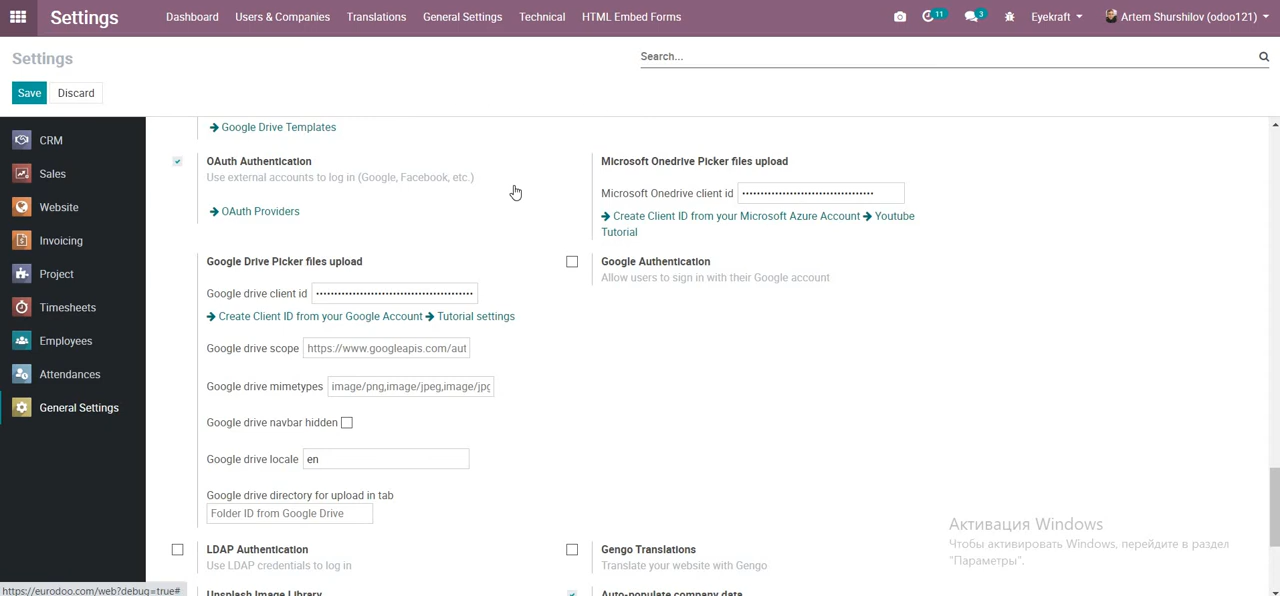 Settings Dashboard Users & Companies Translations General Settings Technical HTML Embed Forms 11 3 Eyekraft Artem Shurshilov (odoo121)
Settings Search...
Save Discard
CRM
Sales
Website
Invoicing
Project
Timesheets
Employees
Attendances
General Settings
Google Drive Templates
OAuth Authentication
Use external accounts to log in (Google, Facebook, etc.)
OAuth Providers
Microsoft Onedrive Picker files upload
Microsoft Onedrive client id
Create Client ID from your Microsoft Azure Account Youtube
Tutorial
Google Drive Picker files upload
Google drive client id
Create Client ID from your Google Account Tutorial settings
Google drive scope https://www.googleapis.com/aut
Google drive mimetypes image/png,image/jpeg,image/jpg
Google drive navbar hidden
Google drive locale en
Google drive directory for upload in tab
Folder ID from Google Drive
Google Authentication
Allow users to sign in with their Google account
LDAP Authentication
Use LDAP credentials to log in
Gengo Translations
Translate your website with Gengo
Unsplash Image Library
Auto-populate company data
Активация Windows
Чтобы активировать Windows, перейдите в раздел
"Параметры".
https://eurodoo.com/web?debug=true#